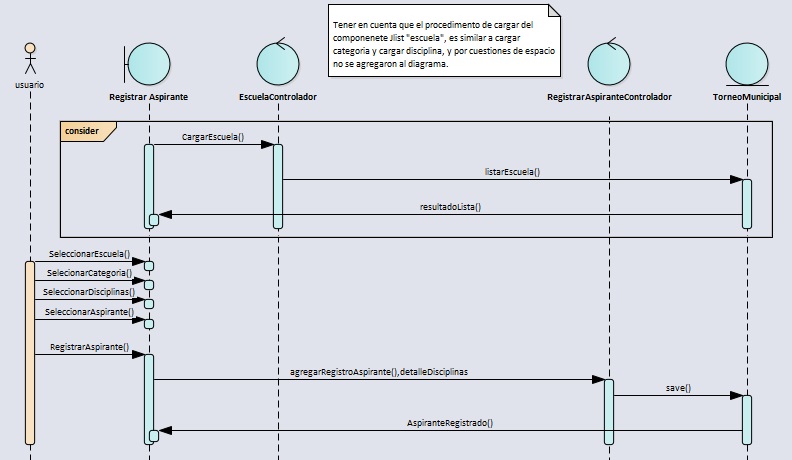 Tener en cuenta que el procedimento de cargar del
componenete Jlist "escuela", es similar a cargar
categoria y cargar disciplina, y por cuestiones de espacio
no se agregaron al diagrama.
usuario
Registrar Aspirante
EscuelaControlador
RegistrarAspiranteControlador
TorneoMunicipal
consider
CargarEscuela()
listarEscuela()
resultadoLista()
SeleccionarEscuela()
SelecionarCategoria()
SeleccionarDisciplinas()
SeleccionarAspirante()
RegistrarAspirante()
agregarRegistroAspirante(),detalleDisciplinas
save()
AspiranteRegistrado()